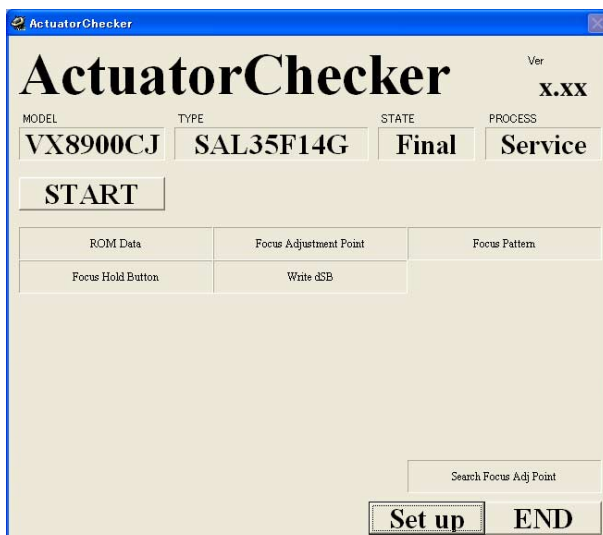 ActuatorChecker
ActuatorChecker
Ver
x.xx
MODEL TYPE STATE PROCESS
VX8900CJ SAL35F14G Final Service
START
ROM Data Focus Adjustment Point Focus Pattern
Focus Hold Button Write dSB
Search Focus Adj Point
Set up END